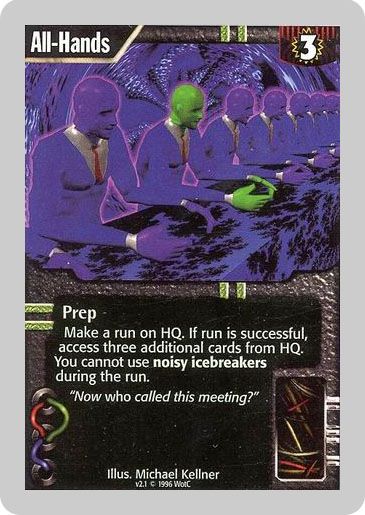 All-Hands
3
Prep
Make a run on HQ. If run is successful,
access three additional cards from HQ.
You cannot use noisy icebreakers
during the run.
"Now who called this meeting?"
Illus. Michael Kellner
v2.1 © 1996 WotC